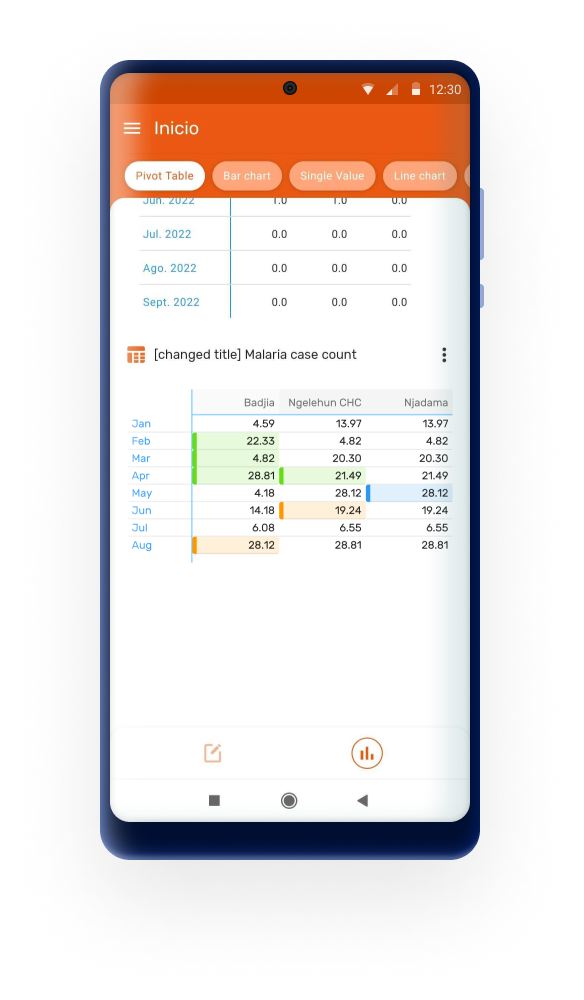 12:30
Inicio
Pivot Table Bar chart Single Value Line chart
Jun. 2022 1.0 1.0 0.0
Jul. 2022 0.0 0.0 0.0
Ago. 2022 0.0 0.0 0.0
Sept. 2022 0.0 0.0 0.0
[changed title] Malaria case count
Badjia Ngelehun CHC Njadama
Jan 4.59 13.97 13.97
Feb 22.33 4.82 4.82
Mar 4.82 20.30 20.30
Apr 28.81 21.49 21.49
May 4.18 28.12 28.12
Jun 14.18 19.24 19.24
Jul 6.08 6.55 6.55
Aug 28.12 28.81 28.81